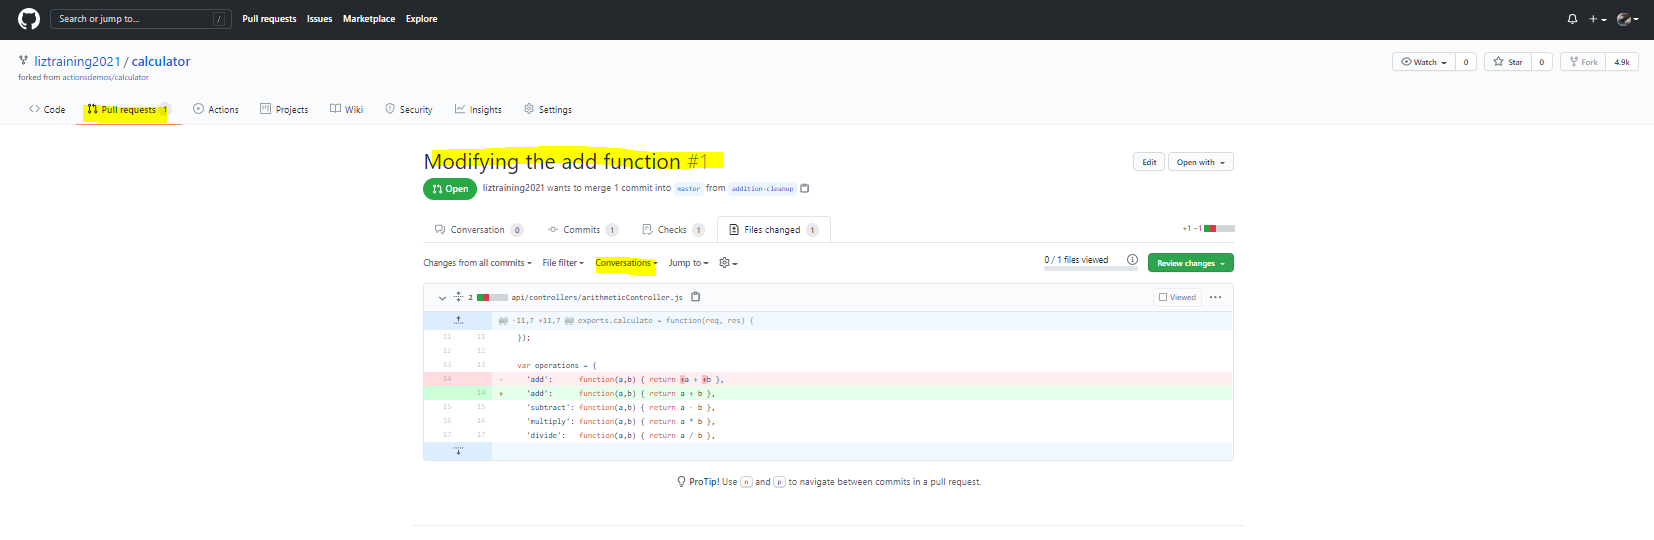 Search or jump to... /
Pull requests Issues Marketplace Explore
liztraining2021 / calculator
forked from actionsdemos/calculator
Watch 0 Star 0 Fork 4.9k
Code Pull requests 1 Actions Projects Wiki Security Insights Settings
Modifying the add function #1
Edit Open with
Open liztraining2021 wants to merge 1 commit into master from addition-cleanup
Conversation 0 Commits 1 Checks 1 Files changed 1
+1 −1
Changes from all commits File filter Conversations Jump to
0 / 1 files viewed Review changes
2 api/controllers/arithmeticController.js Viewed
@@ -11,7 +11,7 @@ exports.calculate = function(req, res) {
11 11 });
12 12
13 13 var operations = {
14 - 'add': function(a,b) { return +a + +b },
14 + 'add': function(a,b) { return a + b },
15 15 'subtract': function(a,b) { return a - b },
16 16 'multiply': function(a,b) { return a * b },
17 17 'divide': function(a,b) { return a / b },
ProTip! Use n and p to navigate between commits in a pull request.